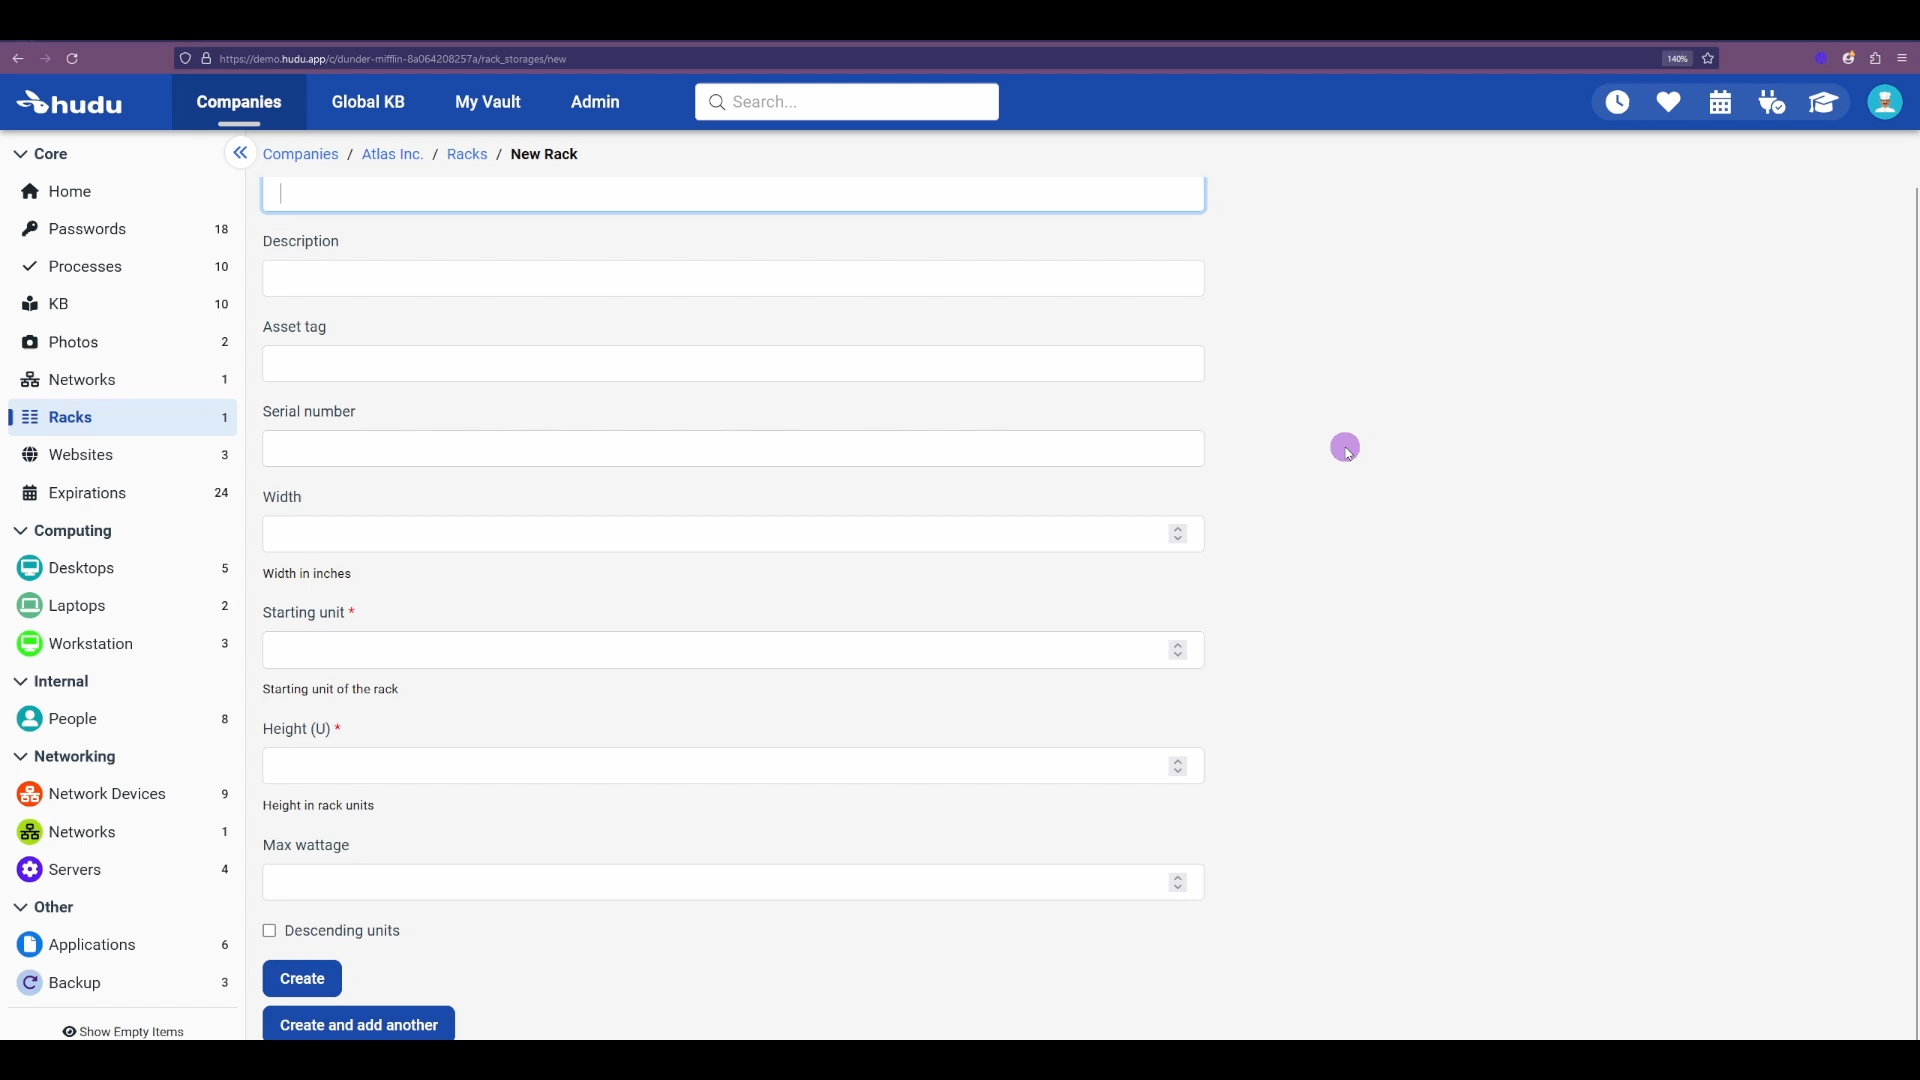 https://demo.hudu.app/c/dunder-mifflin-8a064208257a/rack_storages/new
140%
hudu
Companies
Global KB
My Vault
Admin
Search...
Core
Home
Passwords 18
Processes 10
KB 10
Photos 2
Networks 1
Racks 1
Websites 3
Expirations 24
Computing
Desktops 5
Laptops 2
Workstation 3
Internal
People 8
Networking
Network Devices 9
Networks 1
Servers 4
Other
Applications 6
Backup 3
Show Empty Items
Companies / Atlas Inc. / Racks / New Rack
Description
Asset tag
Serial number
Width
Width in inches
Starting unit *
Starting unit of the rack
Height (U) *
Height in rack units
Max wattage
Descending units
Create
Create and add another